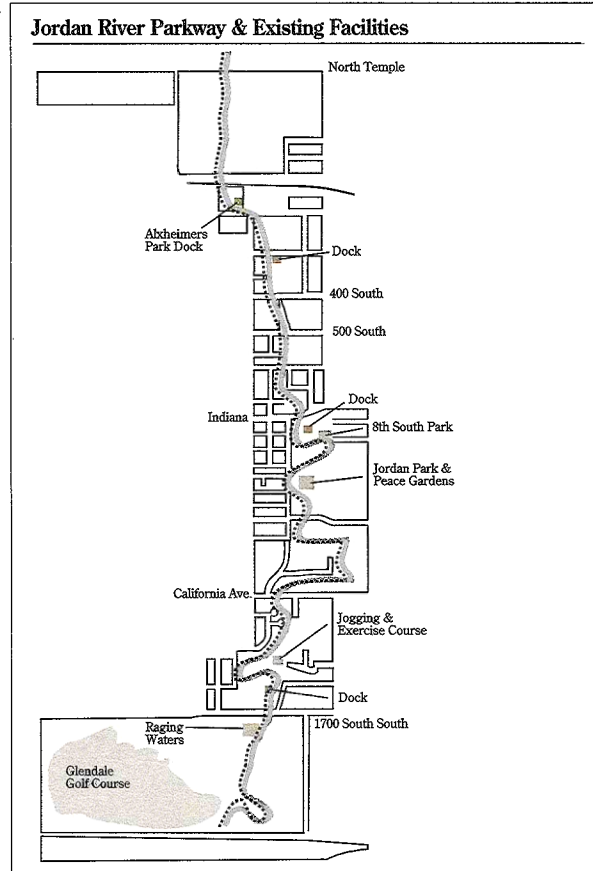 Jordan River Parkway & Existing Facilities
North Temple
Alxheimers
Park Dock
Dock
400 South
500 South
Dock
Indiana
8th South Park
Jordan Park &
Peace Gardens
California Ave.
Jogging &
Exercise Course
Dock
1700 South South
Raging
Waters
Glendale
Golf Course